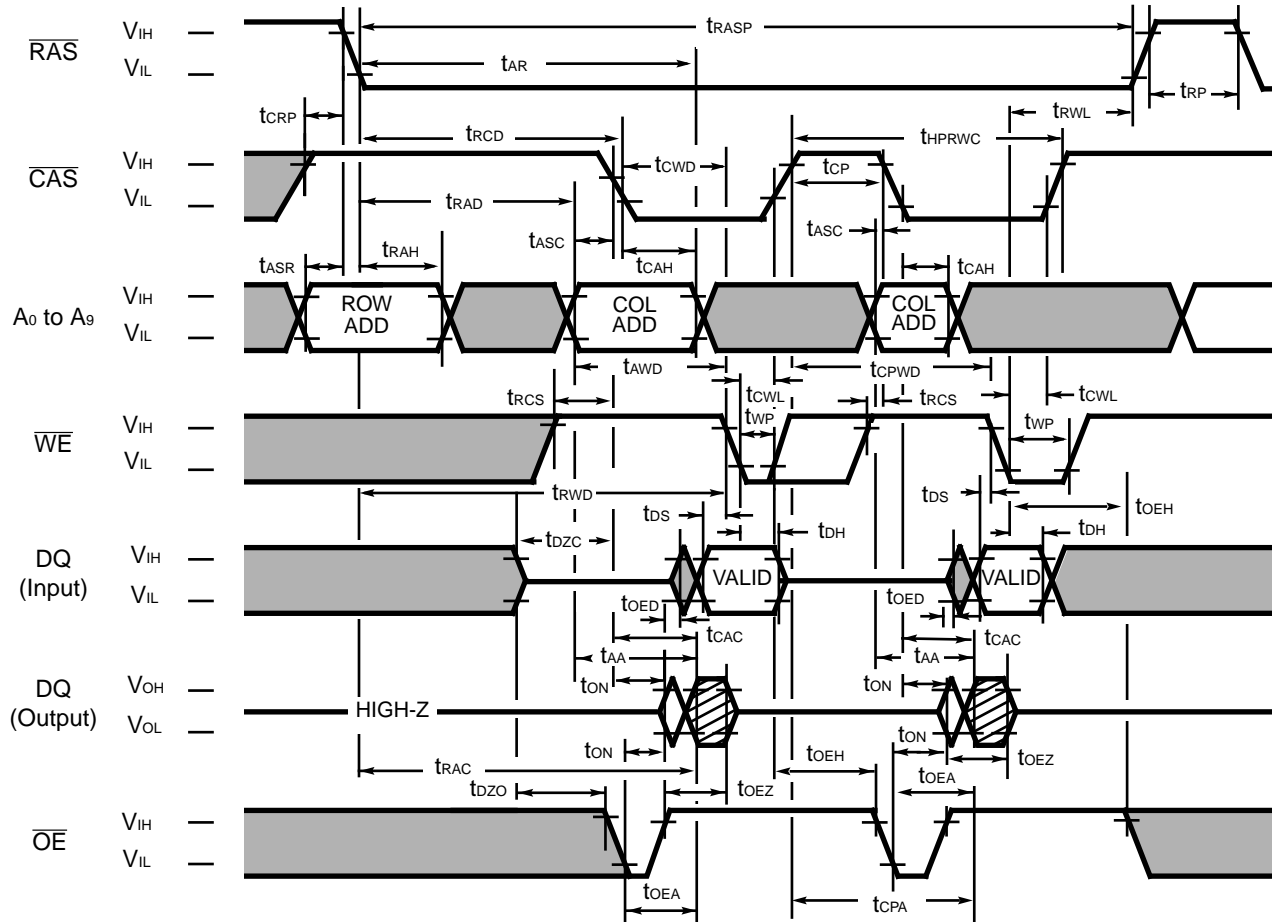 RAS VIH VIL tRASP tAR tRP
tCRP tRCD tCWD tCP tHPRWC tRWL
CAS VIH VIL
tRAD tASC tCAH tASC tCAH
tASR tRAH
A0 to A9 VIH VIL ROW ADD COL ADD COL ADD
tAWD tCPWD
tRCS tCWL tWP tRCS tWP tCWL
WE VIH VIL
tRWD tDS tDH tDS tDH tOEH
tDZC
DQ (Input) VIH VIL VALID VALID
tOED tCAC tOED tCAC
tAA tAA
tON tON
DQ (Output) VOH VOL HIGH-Z
tON tON
tRAC tOEZ tOEH tOEA tOEZ
tDZO
OE VIH VIL
tOEA tCPA